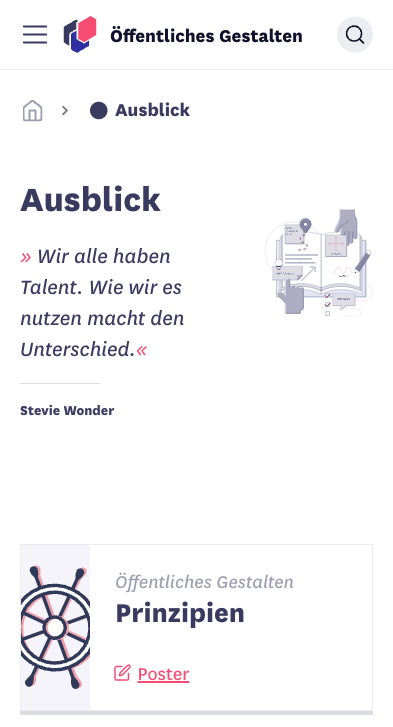 Öffentliches Gestalten
Ausblick
Ausblick
» Wir alle haben
Talent. Wie wir es
nutzen macht den
Unterschied.«
Stevie Wonder
Öffentliches Gestalten
Prinzipien
Poster